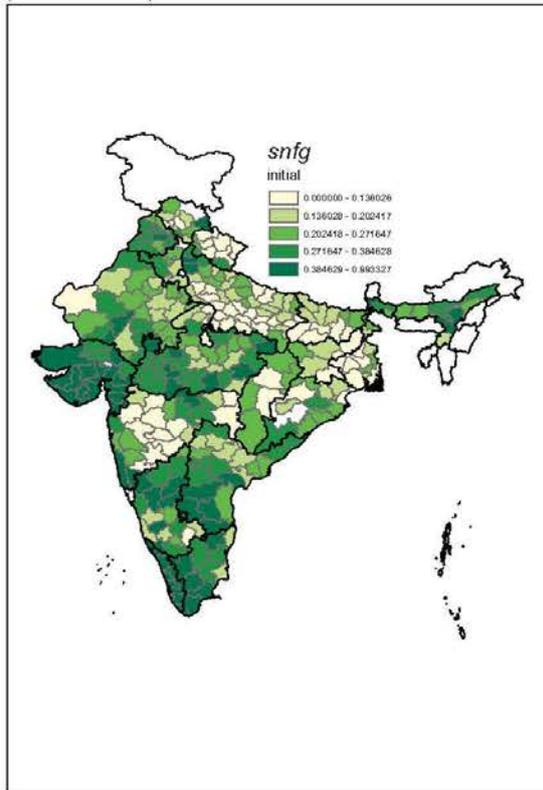 snfg
initial
0.000000 - 0.136026
0.136028 - 0.202417
0.202418 - 0.271647
0.271647 - 0.384628
0.384629 - 0.993327